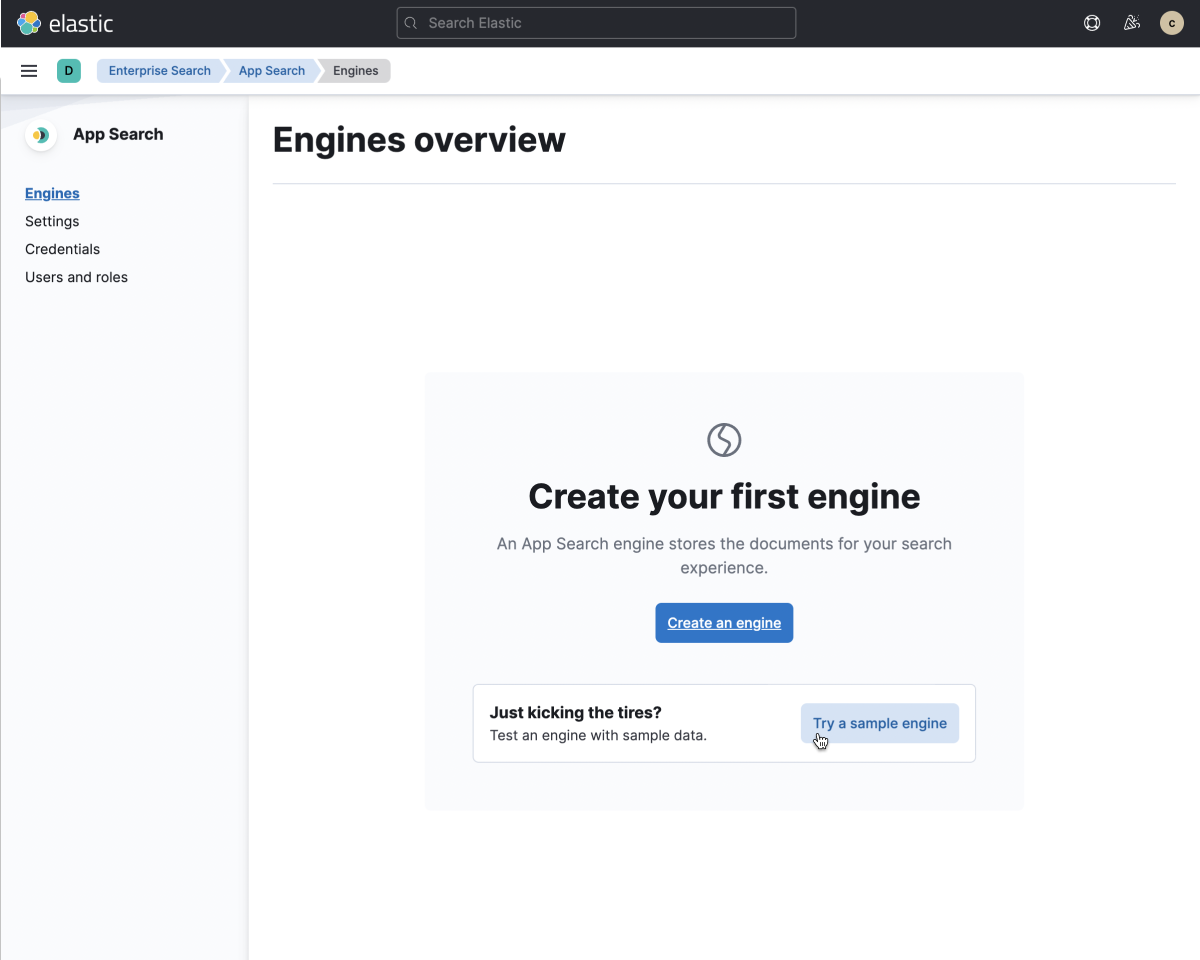 elastic
Search Elastic
c
D
Enterprise Search
App Search
Engines
App Search
Engines
Settings
Credentials
Users and roles
Engines overview
Create your first engine
An App Search engine stores the documents for your search
experience.
Create an engine
Just kicking the tires?
Test an engine with sample data.
Try a sample engine